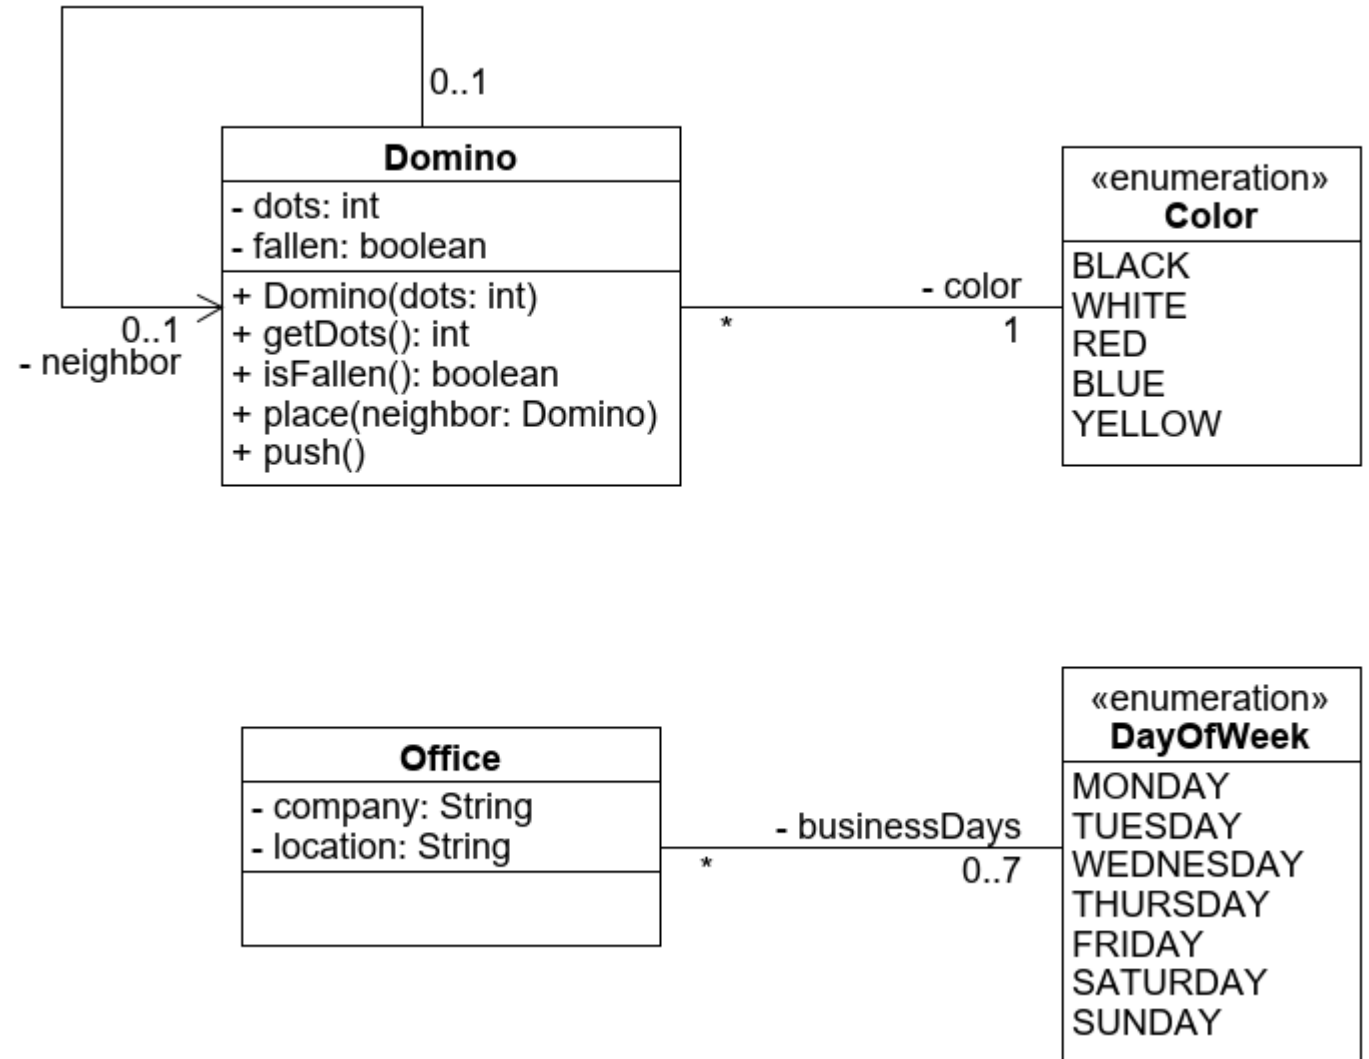 0..1
Domino
- dots: int
- fallen: boolean
+ Domino(dots: int)
+ getDots(): int
+ isFallen(): boolean
+ place(neighbor: Domino)
+ push()
0..1
- neighbor
- color
*
1
«enumeration»
Color
BLACK
WHITE
RED
BLUE
YELLOW
Office
- company: String
- location: String
- businessDays
*
0..7
«enumeration»
DayOfWeek
MONDAY
TUESDAY
WEDNESDAY
THURSDAY
FRIDAY
SATURDAY
SUNDAY